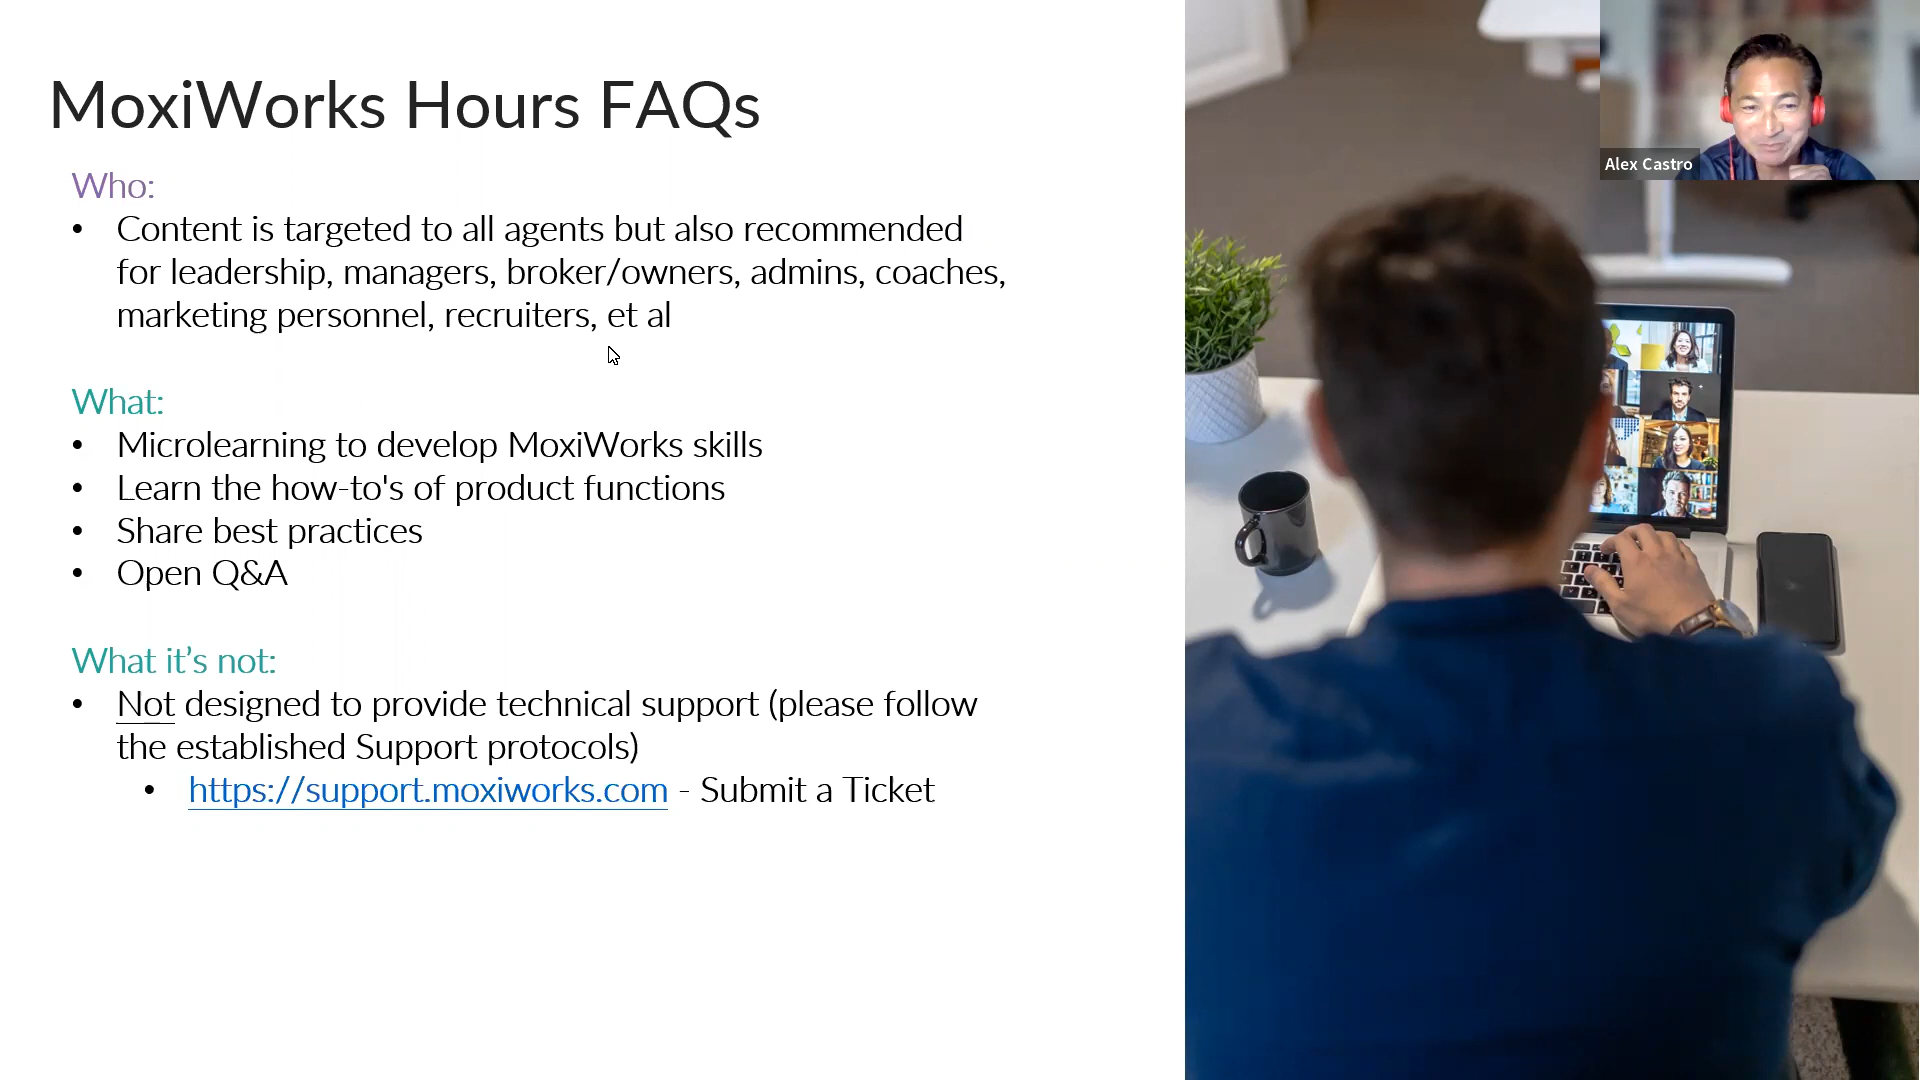 MoxiWorks Hours FAQs
Alex Castro
Who:
• Content is targeted to all agents but also recommended
for leadership, managers, broker/owners, admins, coaches,
marketing personnel, recruiters, et al
What:
• Microlearning to develop MoxiWorks skills
• Learn the how-to's of product functions
• Share best practices
• Open Q&A
What it’s not:
• Not designed to provide technical support (please follow
the established Support protocols)
• https://support.moxiworks.com - Submit a Ticket